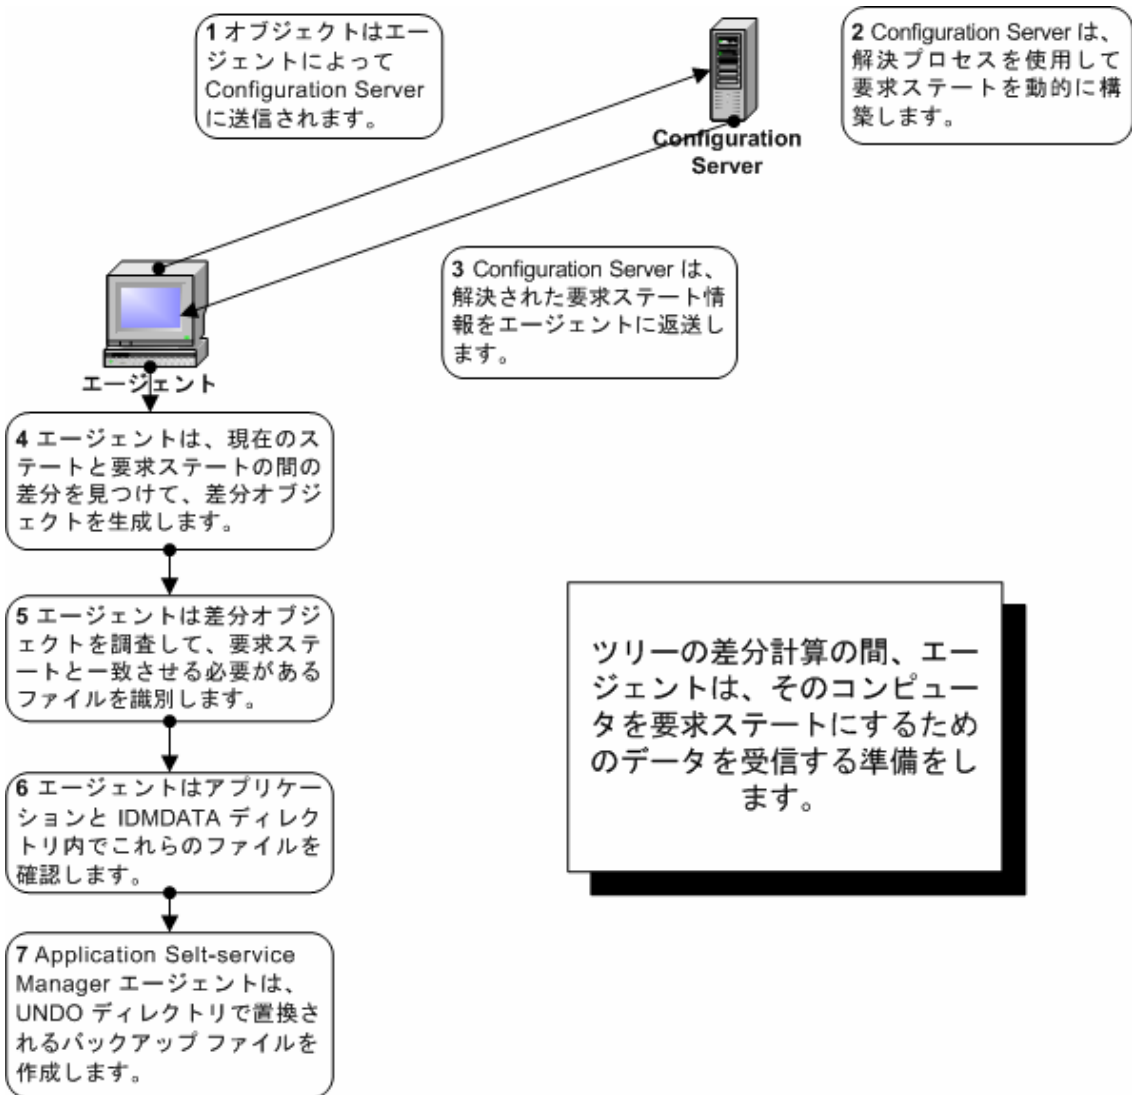 1 オブジェクトはエー
ジェントによって
Configuration Server
に送信されます。
2 Configuration Server は、
解決プロセスを使用して
要求ステートを動的に構
築します。
Configuration
Server
3 Configuration Server は、
解決された要求ステート情
報をエージェントに返送し
ます。
エージェント
4 エージェントは、現在のス
テートと要求ステートの間の
差分を見つけて、差分オブジ
ェクトを生成します。
5 エージェントは差分オブジ
ェクトを調査して、要求ステ
ートと一致させる必要がある
ファイルを識別します。
6 エージェントはアプリケー
ションと IDMDATA ディレク
トリ内でこれらのファイルを
確認します。
7 Application Selt-service
Manager エージェントは、
UNDO ディレクトリで置換さ
れるバックアップ ファイルを
作成します。
ツリーの差分計算の間、エー
ジェントは、そのコンピュー
タを要求ステートにするため
のデータを受信する準備をし
ます。